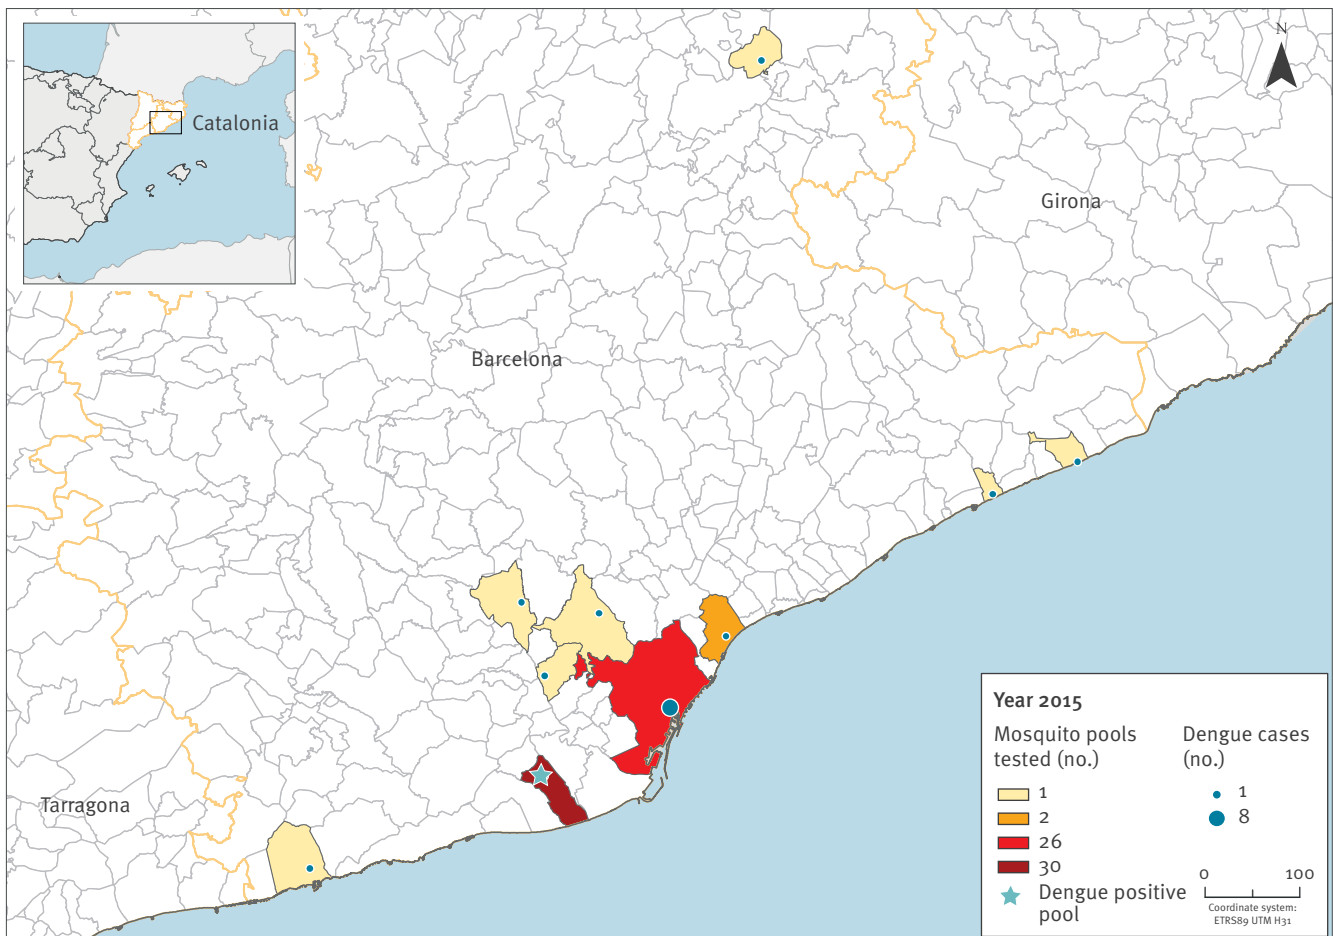 N
Catalonia
Girona
Barcelona
Tarragona
Year 2015
Mosquito pools
tested (no.)
1
2
26
30
Dengue positive
pool
Dengue cases
(no.)
1
8
0 100
Coordinate system:
ETRS89 UTM H31